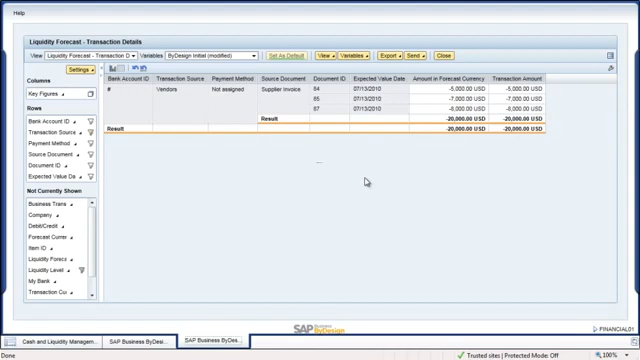 Help
Liquidity Forecast - Transaction Details
View Liquidity Forecast - Transaction D Variables ByDesign Initial (modified) Set As Default View Variables Export Send Close
Settings
Bank Account ID Transaction Source Payment Method Source Document Document ID Expected Value Date Amount in Forecast Currency Transaction Amount
# Vendors Not assigned Supplier Invoice 84 07/13/2010 -5,000.00 USD -5,000.00 USD
85 07/13/2010 -7,000.00 USD -7,000.00 USD
87 07/13/2010 -8,000.00 USD -8,000.00 USD
Result -20,000.00 USD -20,000.00 USD
Result -20,000.00 USD -20,000.00 USD
Columns
Key Figures
Rows
Bank Account ID
Transaction Source
Payment Method
Source Document
Document ID
Expected Value Da
Not Currently Shown
Business Trans
Company
Debit/Credit
Forecast Currer
Item ID
Liquidity Foreca
Liquidity Level
My Bank
Transaction Cu
SAP Business ByDesign
FINANCIAL01
Cash and Liquidity Managem... SAP Business ByDesi... SAP Business ByDes...
Done Trusted sites | Protected Mode: Off 100%